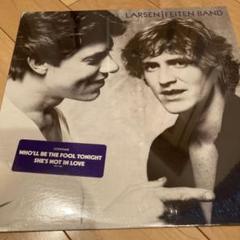 LARSEN/FEITEN BAND
WHO'LL BE THE FOOL TONIGHT
SHE'S NOT IN LOVE